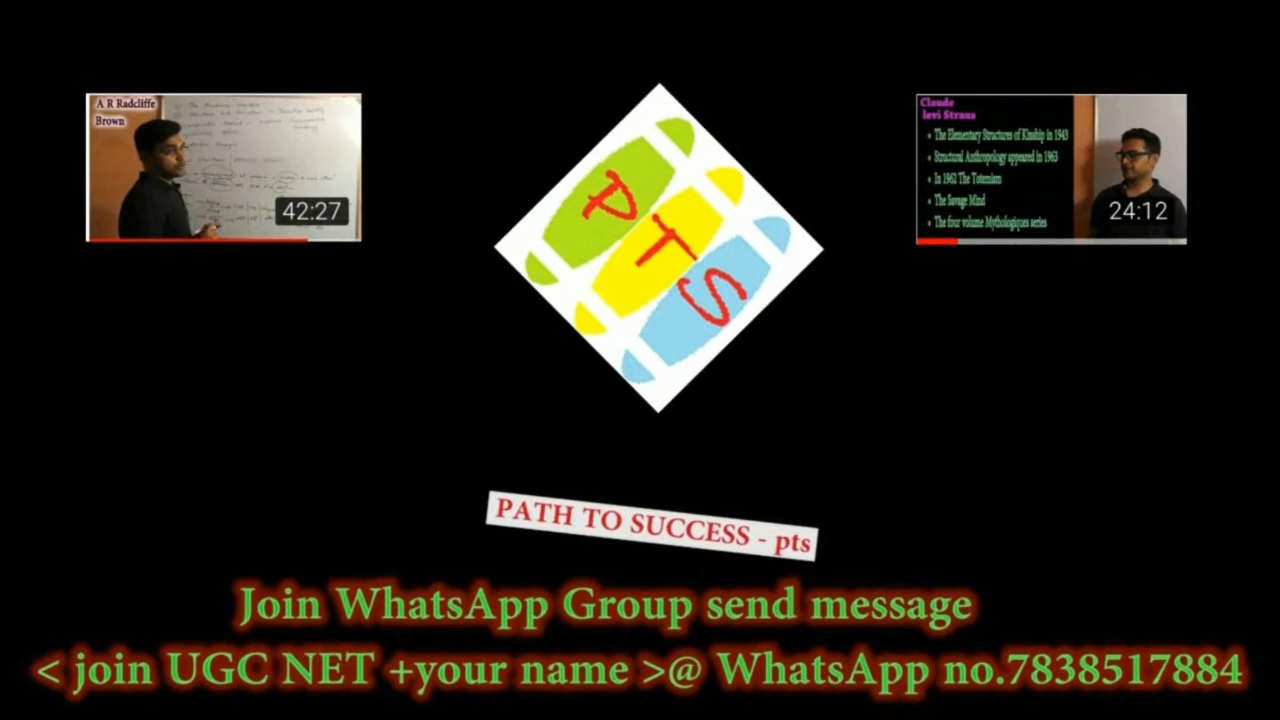 A R Radcliffe
Brown
42:27
Claude
levi Straus
The Elementary Structures of Kinship in 1943
Structural Anthropology appeared in 1963
In 1962 The Totemism
The Savage Mind
The four volume Mythologiques series
24:12
PTS
PATH TO SUCCESS - pts
Join WhatsApp Group send message
< join UGC NET +your name >@ WhatsApp no.7838517884